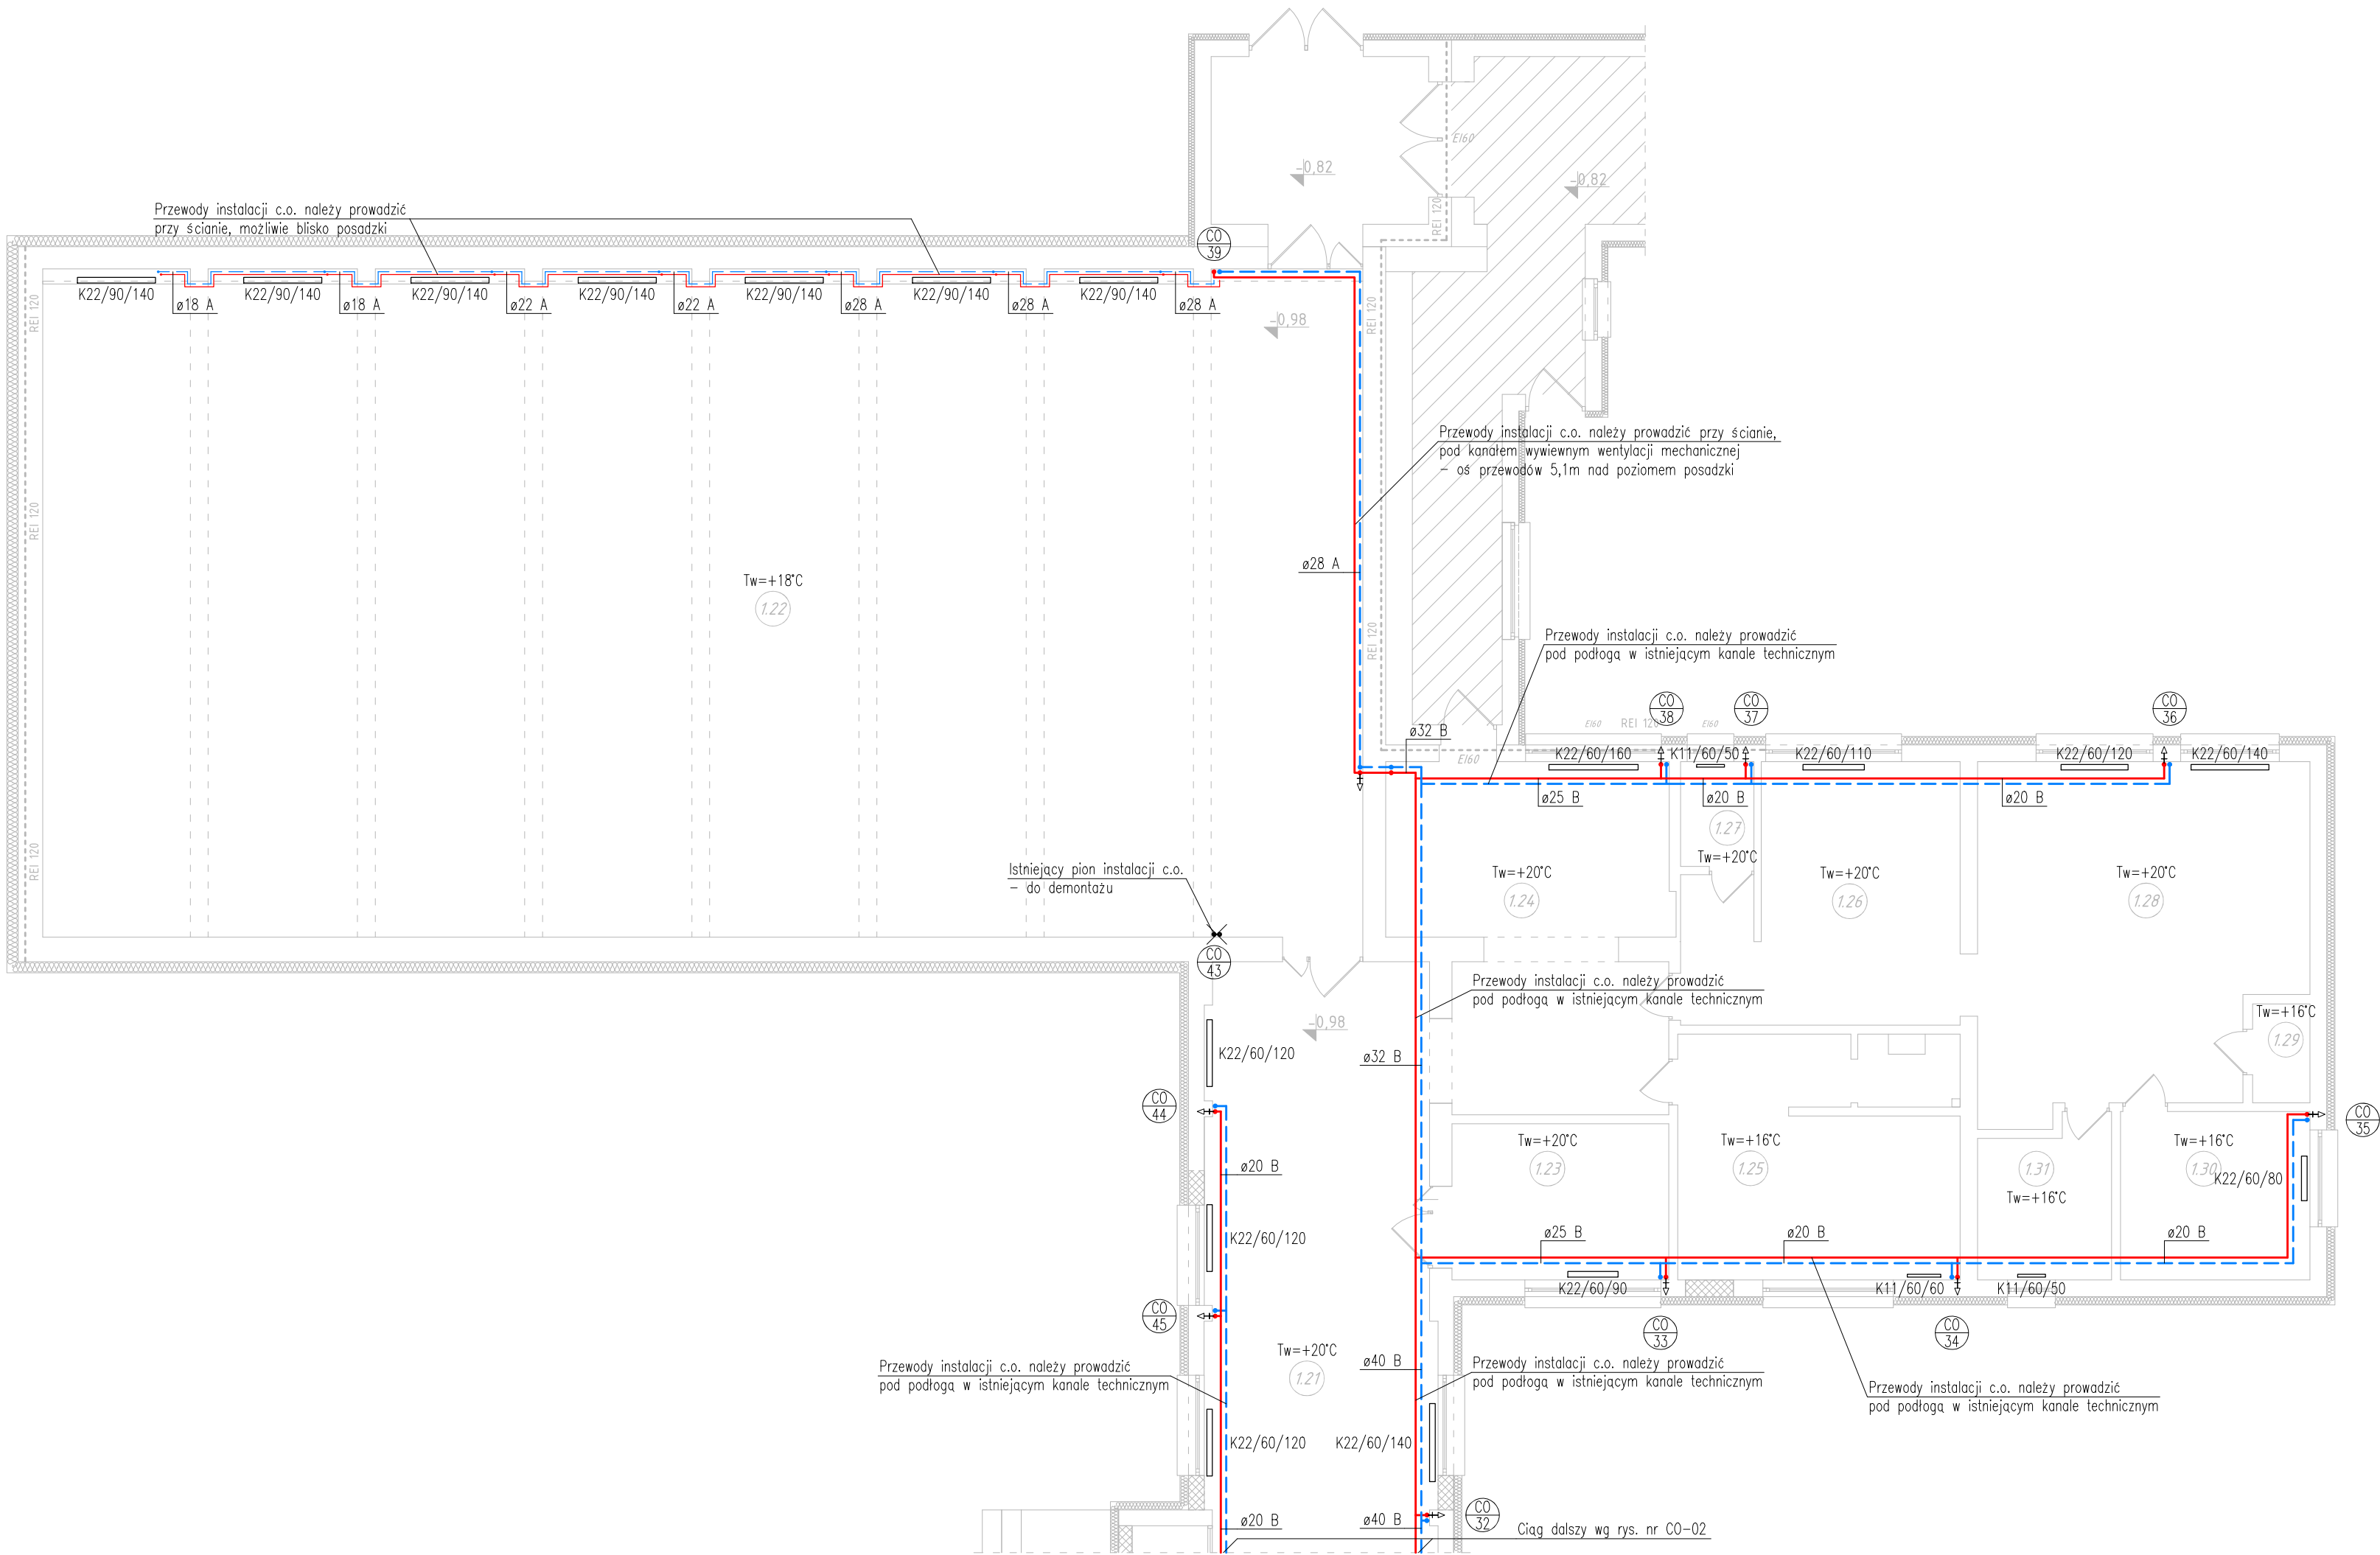 EI60
-0,82
-0,82
REI 120
Przewody instalacji c.o. należy prowadzić
przy ścianie, możliwie blisko posadzki
CO
39
K22/90/140
K22/90/140
K22/90/140
K22/90/140
K22/90/140
K22/90/140
K22/90/140
ø18 A
ø18 A
ø22 A
ø22 A
ø28 A
ø28 A
ø28 A
REI 120
REI 120
-0,98
Przewody instalacji c.o. należy prowadzić przy ścianie,
pod kanałem wywiewnym wentylacji mechanicznej
- oś przewodów 5,1m nad poziomem posadzki
REI 120
ø28 A
Tw=+18°C
1.22
REI 120
Przewody instalacji c.o. należy prowadzić
pod podłogą w istniejącym kanale technicznym
CO
38
CO
37
CO
36
EI60
REI 120
EI60
ø32 B
EI60
K22/60/160
K11/60/50
K22/60/110
K22/60/120
K22/60/140
ø25 B
ø20 B
ø20 B
1.27
Tw=+20°C
REI 120
Istniejący pion instalacji c.o.
- do demontażu
Tw=+20°C
1.24
Tw=+20°C
1.26
Tw=+20°C
1.28
CO
43
Przewody instalacji c.o. należy prowadzić
pod podłogą w istniejącym kanale technicznym
-0,98
Tw=+16°C
1.29
K22/60/120
ø32 B
CO
44
CO
35
Tw=+20°C
1.23
Tw=+16°C
1.25
1.31
Tw=+16°C
Tw=+16°C
1.30
K22/60/80
ø20 B
K22/60/120
ø25 B
ø20 B
ø20 B
K22/60/90
K11/60/60
K11/60/50
CO
45
CO
33
CO
34
Tw=+20°C
1.21
ø40 B
Przewody instalacji c.o. należy prowadzić
pod podłogą w istniejącym kanale technicznym
Przewody instalacji c.o. należy prowadzić
pod podłogą w istniejącym kanale technicznym
Przewody instalacji c.o. należy prowadzić
pod podłogą w istniejącym kanale technicznym
K22/60/120
K22/60/140
ø20 B
ø40 B
CO
32
Ciąg dalszy wg rys. nr CO-02